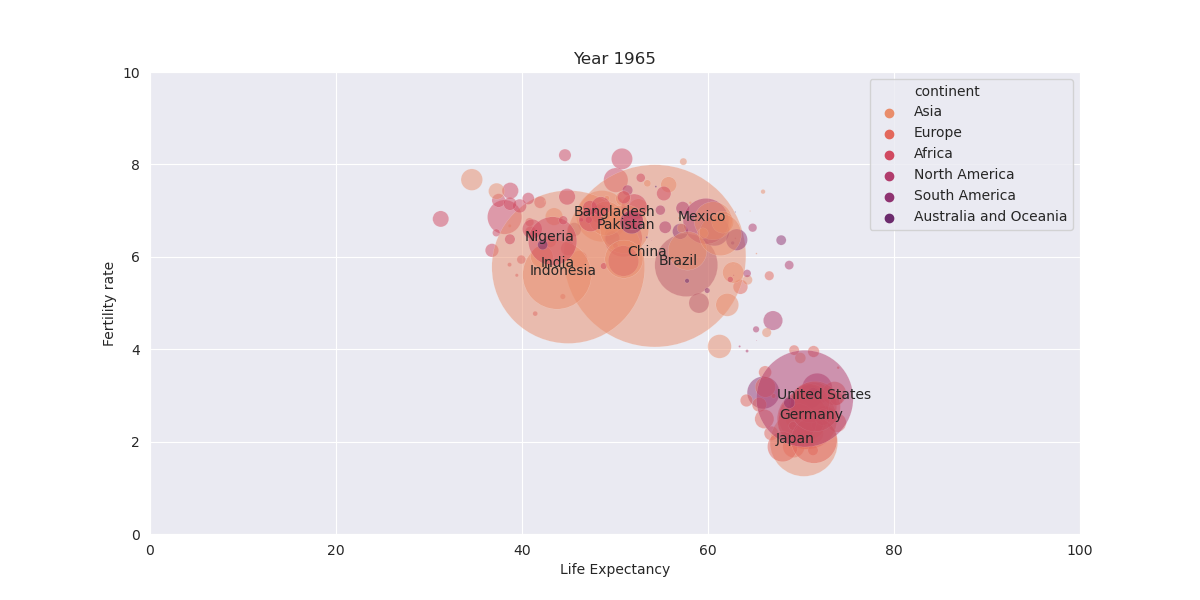 Year 1965
10
8
6
4
2
0
Fertility rate
continent
Asia
Europe
Africa
North America
South America
Australia and Oceania
Bangladesh
Mexico
Pakistan
Nigeria
China
Brazil
India
Indonesia
United States
Germany
Japan
0 20 40 60 80 100
Life Expectancy